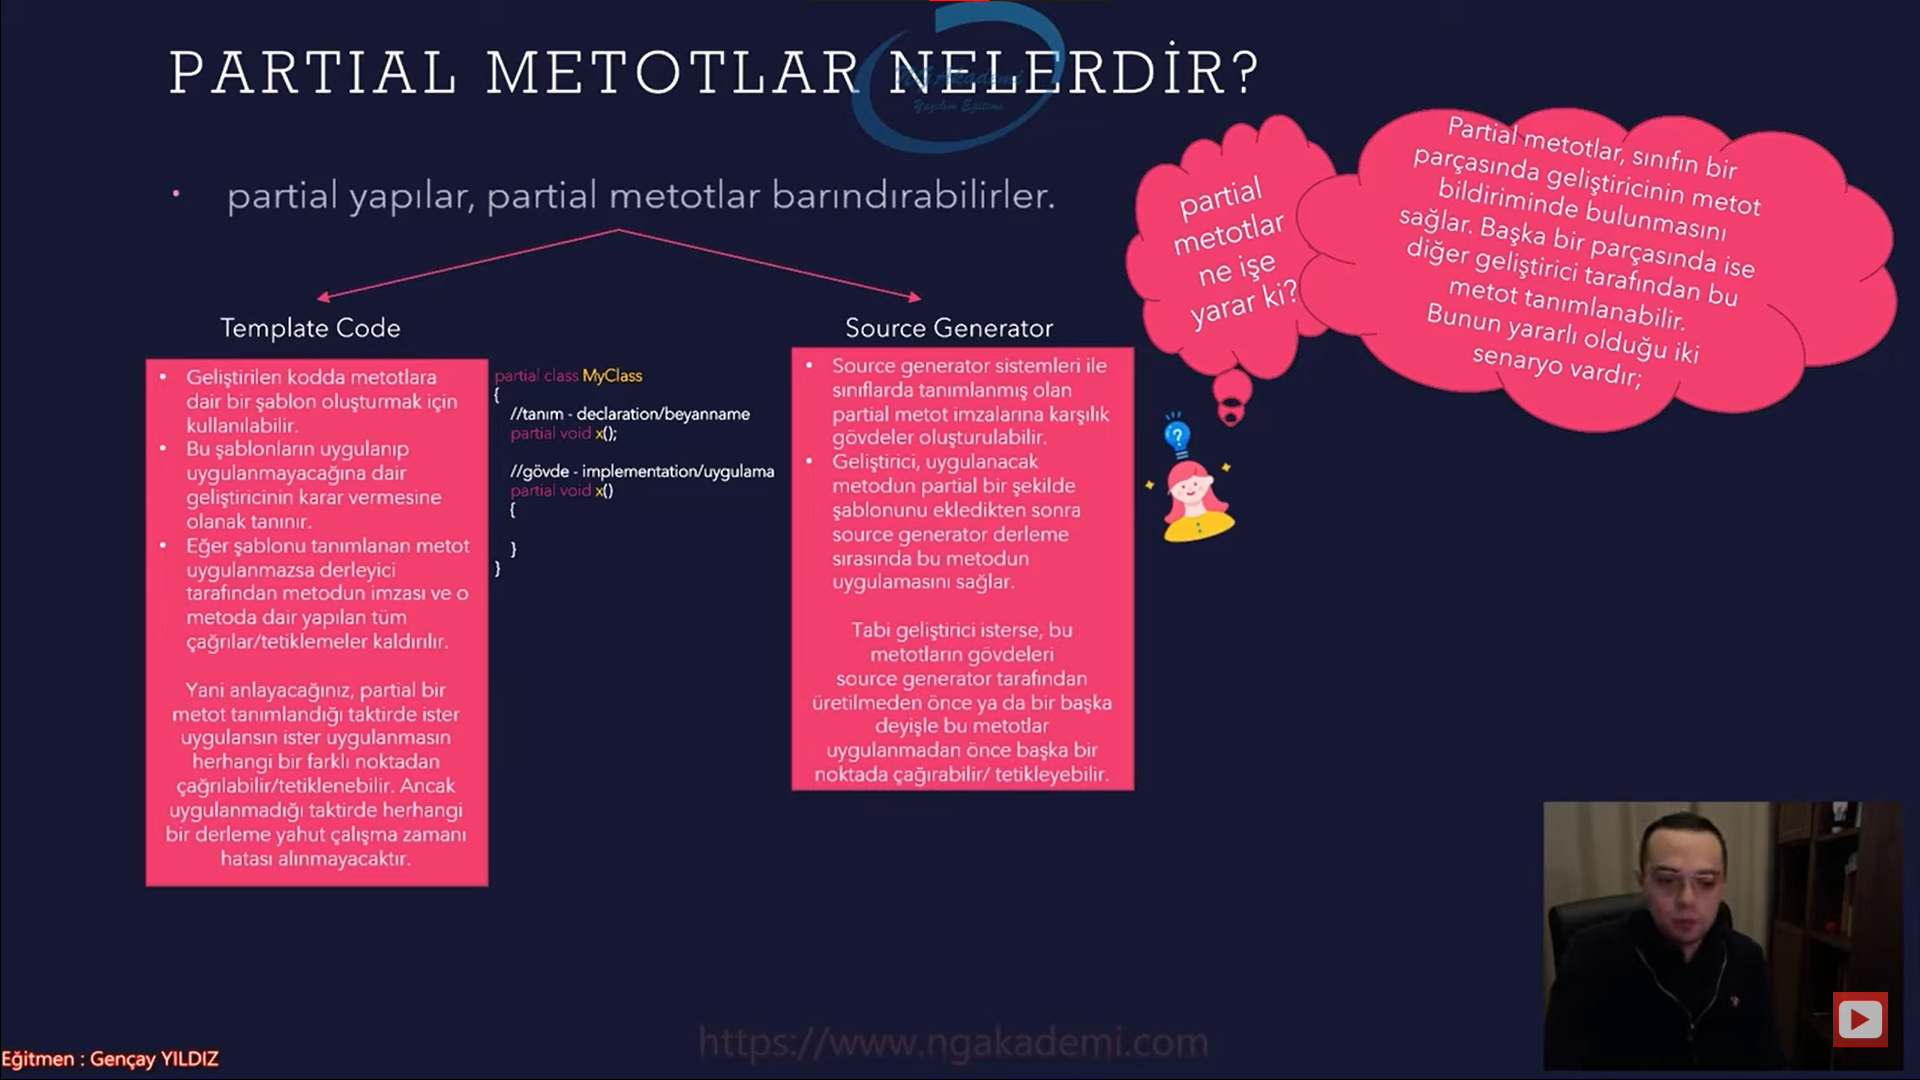 PARTIAL METOTLAR NELERDİR?
Yazılım Eğitimi
• partial yapılar, partial metotlar barındırabilirler.
partial
metotlar
ne işe
yarar ki?
Partial metotlar, sınıfın bir
parçasında geliştiricinin metot
bildiriminde bulunmasını
sağlar. Başka bir parçasında ise
diğer geliştirici tarafından bu
metot tanımlanabilir.
Bunun yararlı olduğu iki
senaryo vardır;
Template Code
• Geliştirilen kodda metotlara
dair bir şablon oluşturmak için
kullanılabilir.
• Bu şablonların uygulanıp
uygulanmayacağına dair
geliştiricinin karar vermesine
olanak tanınır.
• Eğer şablonu tanımlanan metot
uygulanmazsa derleyici
tarafından metodun imzası ve o
metoda dair yapılan tüm
çağrılar/tetiklemeler kaldırılır.
Yani anlayacağınız, partial bir
metot tanımlandığı taktirde ister
uygulansın ister uygulanmasın
herhangi bir farklı noktadan
çağrılabilir/tetiklenebilir. Ancak
uygulanmadığı taktirde herhangi
bir derleme yahut çalışma zamanı
hatası alınmayacaktır.
partial class MyClass
{
//tanım - declaration/beyanname
partial void x();
//gövde - implementation/uygulama
partial void x()
{
}
}
Source Generator
• Source generator sistemleri ile
sınıflarda tanımlanmış olan
partial metot imzalarına karşılık
gövdeler oluşturulabilir.
• Geliştirici, uygulanacak
metodun partial bir şekilde
şablonunu ekledikten sonra
source generator derleme
sırasında bu metodun
uygulamasını sağlar.
Tabi geliştirici isterse, bu
metotların gövdeleri
source generator tarafından
üretilmeden önce ya da bir başka
deyişle bu metotlar
uygulanmadan önce başka bir
noktada çağırabilir/ tetikleyebilir.
?
https://www.ngakademi.com
Eğitmen : Gençay YILDIZ